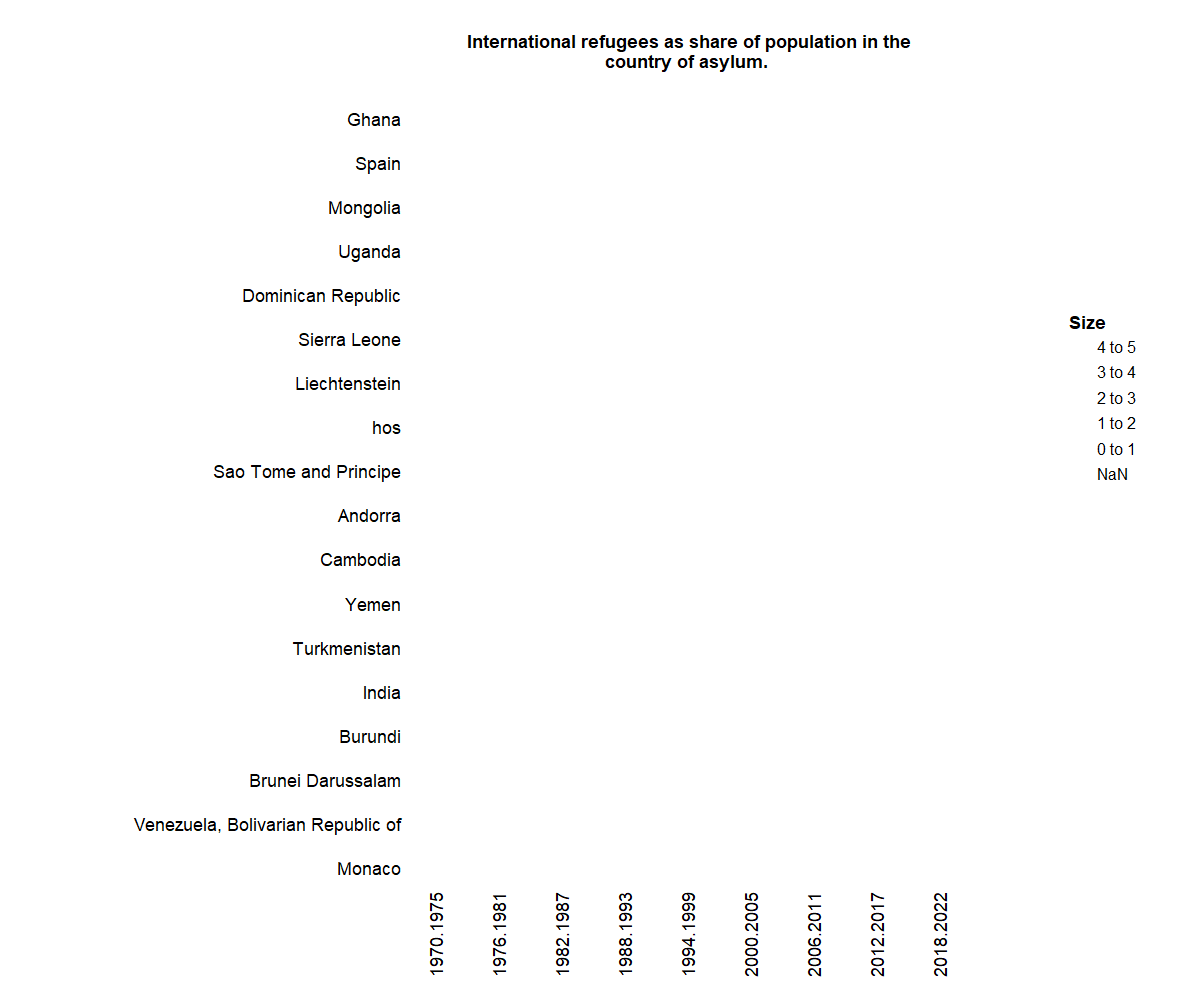 International refugees as share of population in the
country of asylum.
Ghana
Spain
Mongolia
Uganda
Dominican Republic
Sierra Leone
Liechtenstein
hos
Sao Tome and Principe
Andorra
Cambodia
Yemen
Turkmenistan
India
Burundi
Brunei Darussalam
Venezuela, Bolivarian Republic of
Monaco
1970.1975
1976.1981
1982.1987
1988.1993
1994.1999
2000.2005
2006.2011
2012.2017
2018.2022
Size
4 to 5
3 to 4
2 to 3
1 to 2
0 to 1
NaN